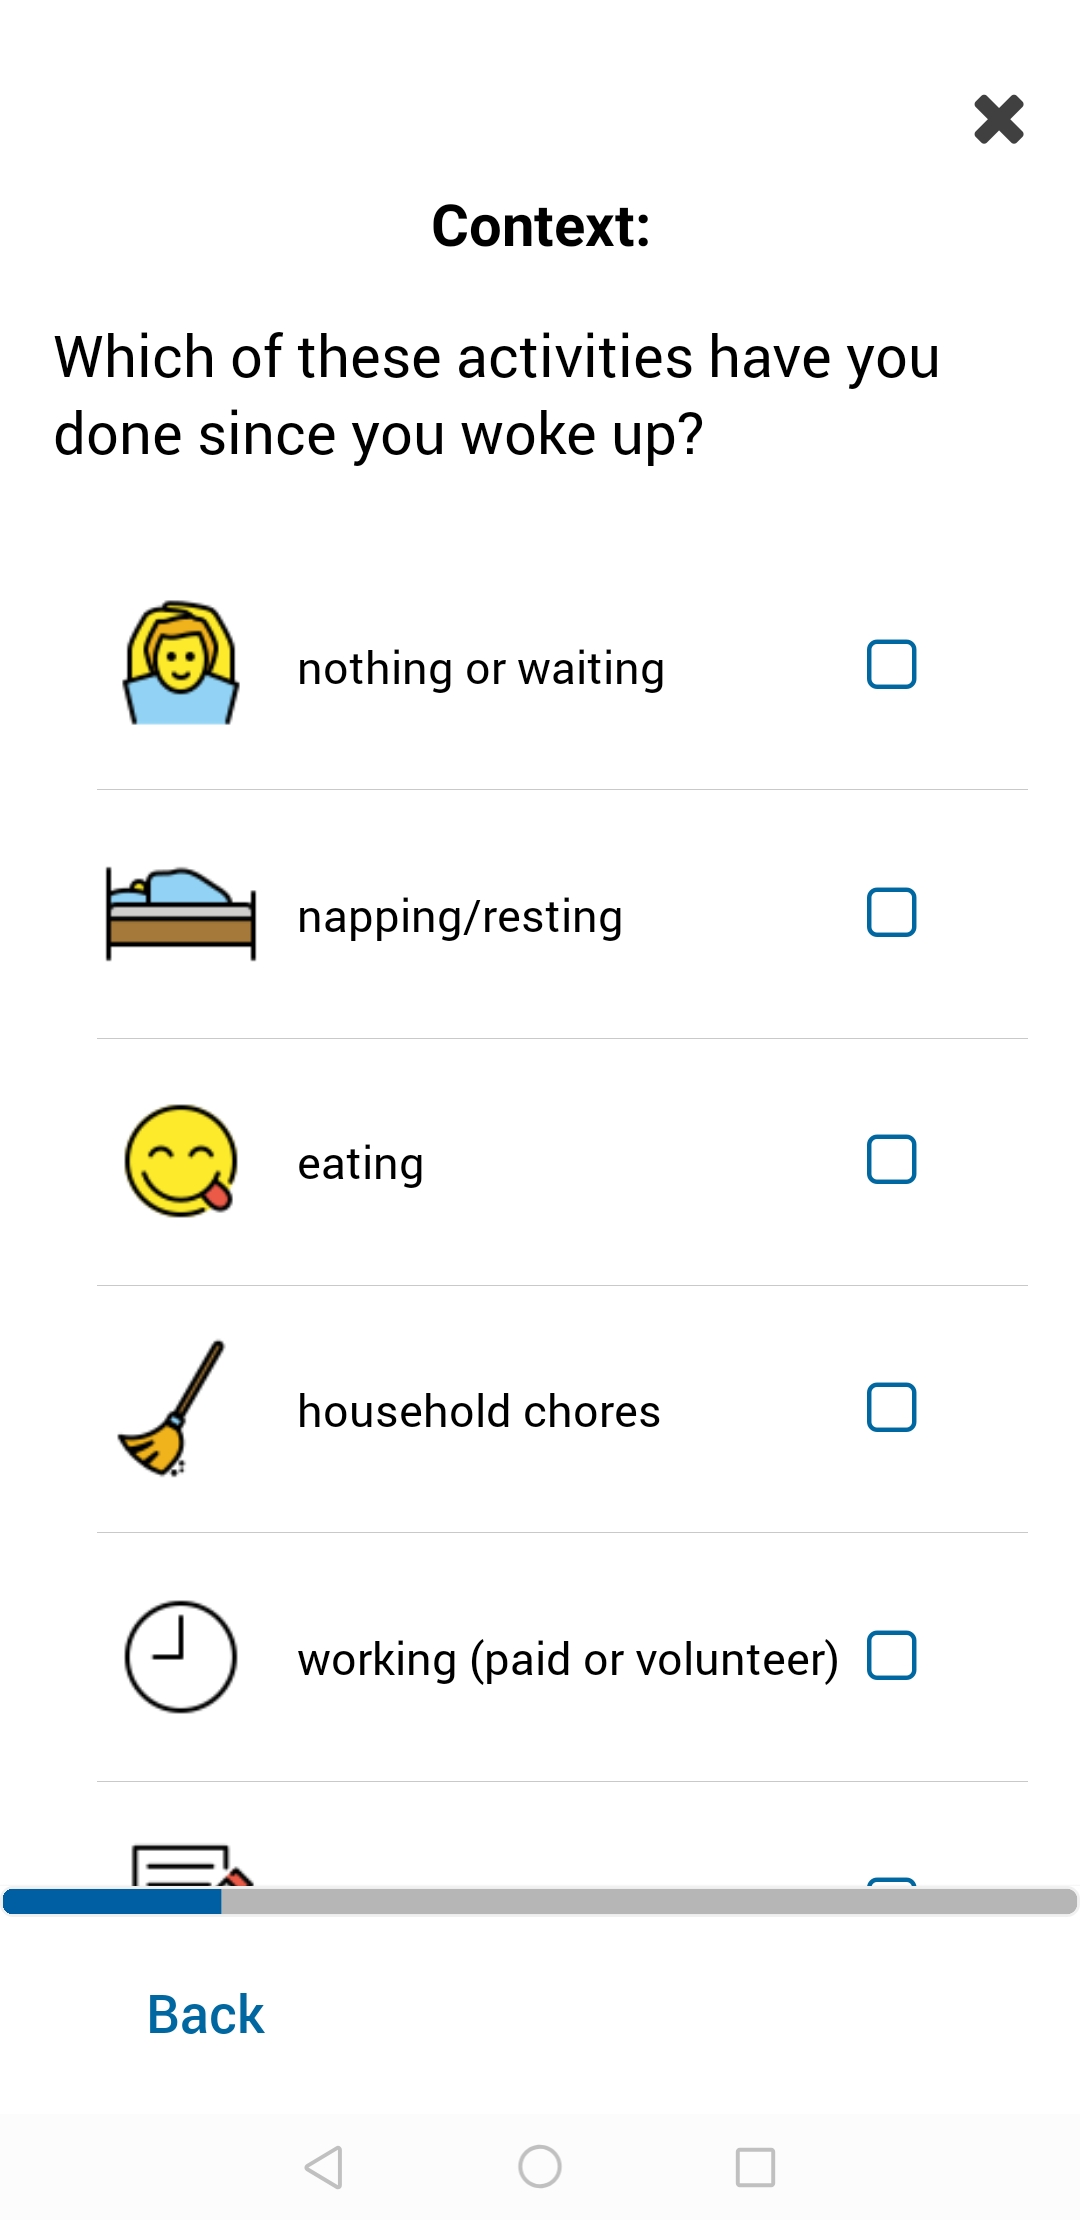 Context:
Which of these activities have you
done since you woke up?
nothing or waiting
napping/resting
eating
household chores
working (paid or volunteer)
Back